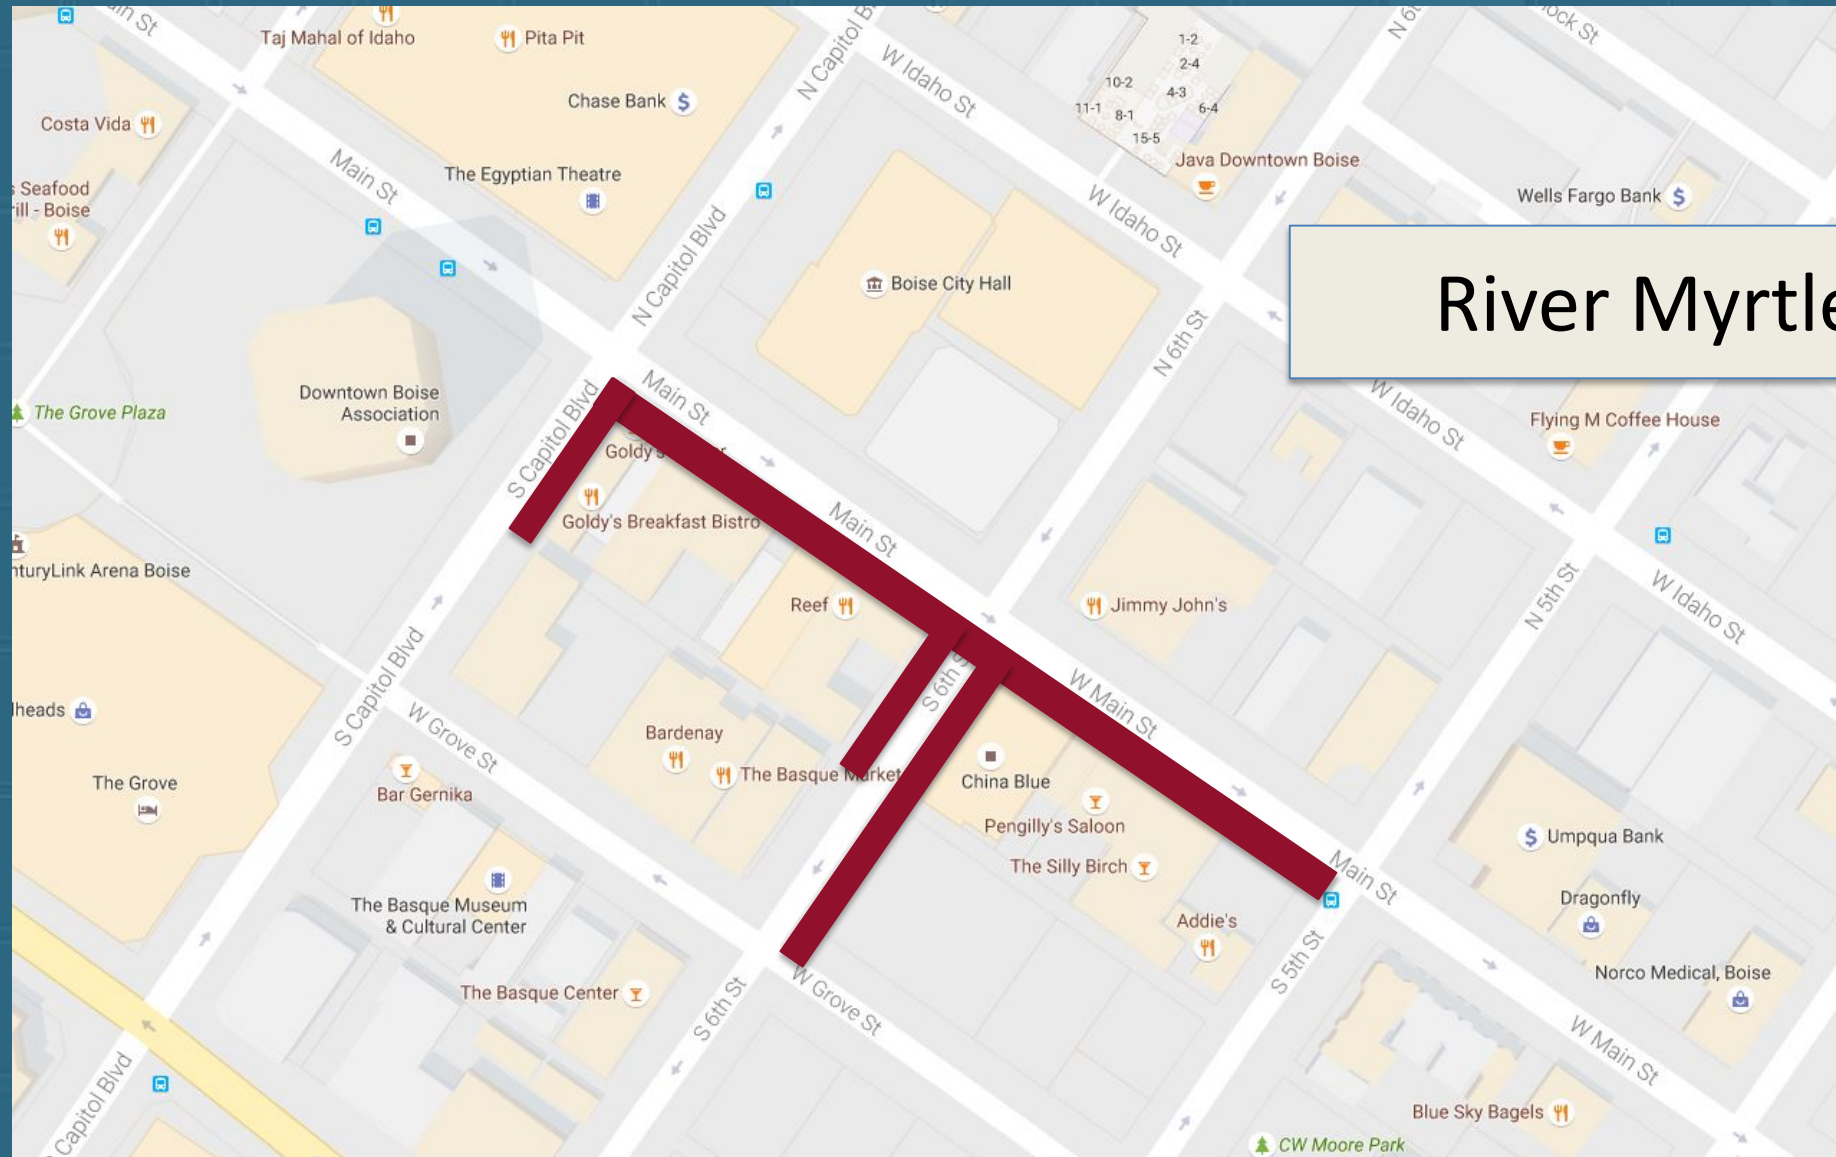 Main St
Taj Mahal of Idaho
Pita Pit
N Capitol Blvd
W Idaho St
1-2
2-4
10-2
4-3
11-1
8-1
6-4
15-5
Chase Bank
Costa Vida
Main St
The Egyptian Theatre
Java Downtown Boise
Wells Fargo Bank
Seafood
- Boise
N Capitol Blvd
W Idaho St
Boise City Hall
River Myrtle
N 6th St
The Grove Plaza
Downtown Boise
Association
S Capitol Blvd
Main St
W Idaho St
Flying M Coffee House
Goldy's
Goldy's Breakfast Bistro
Main St
Arena Boise
Reef
Jimmy John's
N 5th St
W Idaho St
S Capitol Blvd
S 6th
W Main St
W Grove St
Bardenay
The Basque Market
China Blue
The Grove
Bar Gernika
Pengilly's Saloon
The Silly Birch
Umpqua Bank
Main St
Dragonfly
The Basque Museum
& Cultural Center
Addie's
S 5th St
Norco Medical, Boise
The Basque Center
S 6th St
W Grove St
W Main St
Capitol Blvd
Blue Sky Bagels
CW Moore Park